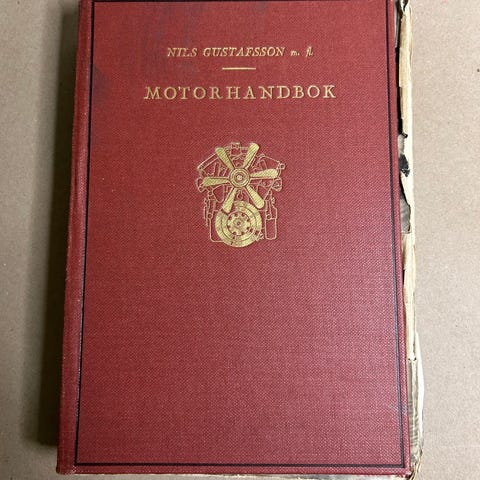 NILS GUSTAFSSON m. fl.
MOTORHANDBOK